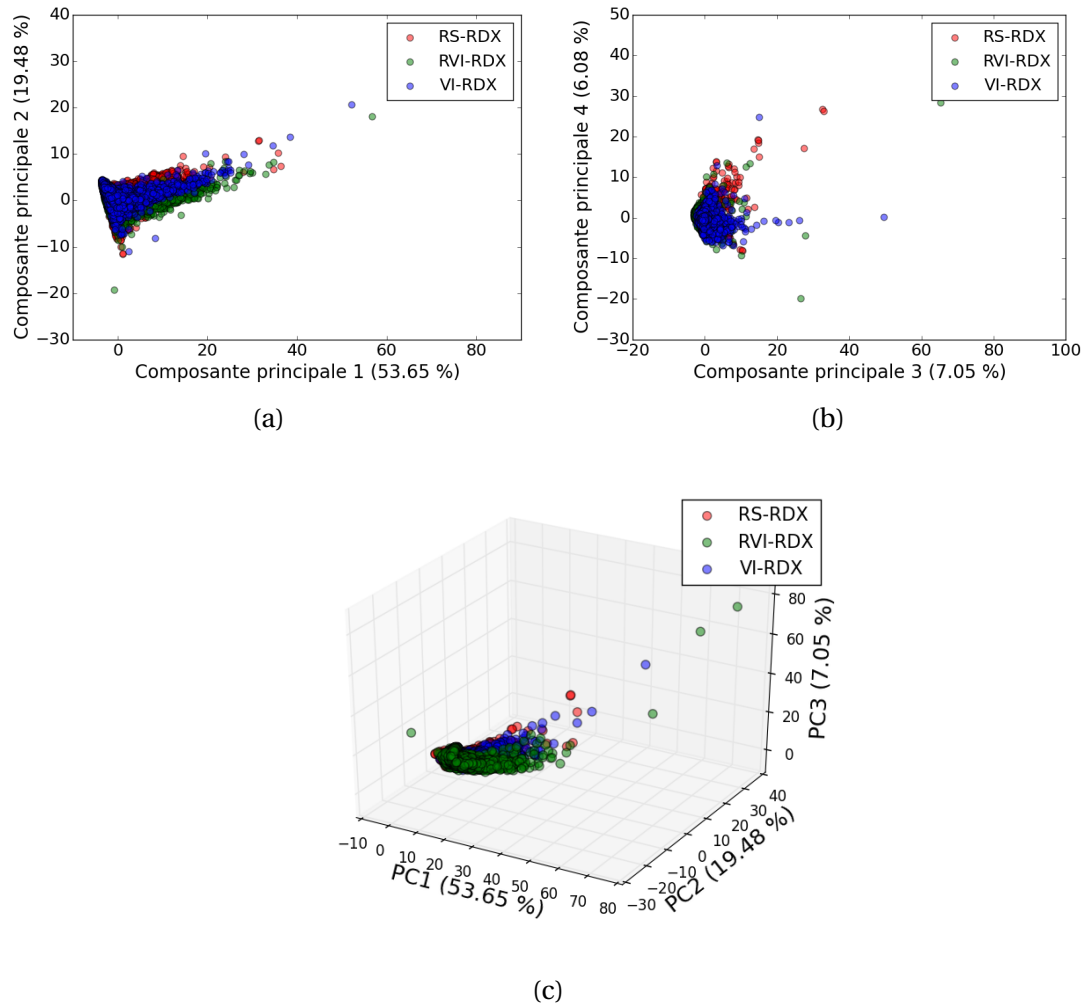 40
30
20
10
0
−10
−20
−30
0
20
40
60
80
Composante principale 2 (19.48 %)
Composante principale 1 (53.65 %)
RS-RDX
RVI-RDX
VI-RDX
(a)
50
40
30
20
10
0
−10
−20
−30
−20
0
20
40
60
80
100
Composante principale 4 (6.08 %)
Composante principale 3 (7.05 %)
RS-RDX
RVI-RDX
VI-RDX
(b)
RS-RDX
RVI-RDX
VI-RDX
80
60
40
20
0
PC3 (7.05 %)
40
30
20
10
0
−10
−20
−30
PC2 (19.48 %)
−10
0
10
20
30
40
50
60
70
80
PC1 (53.65 %)
(c)